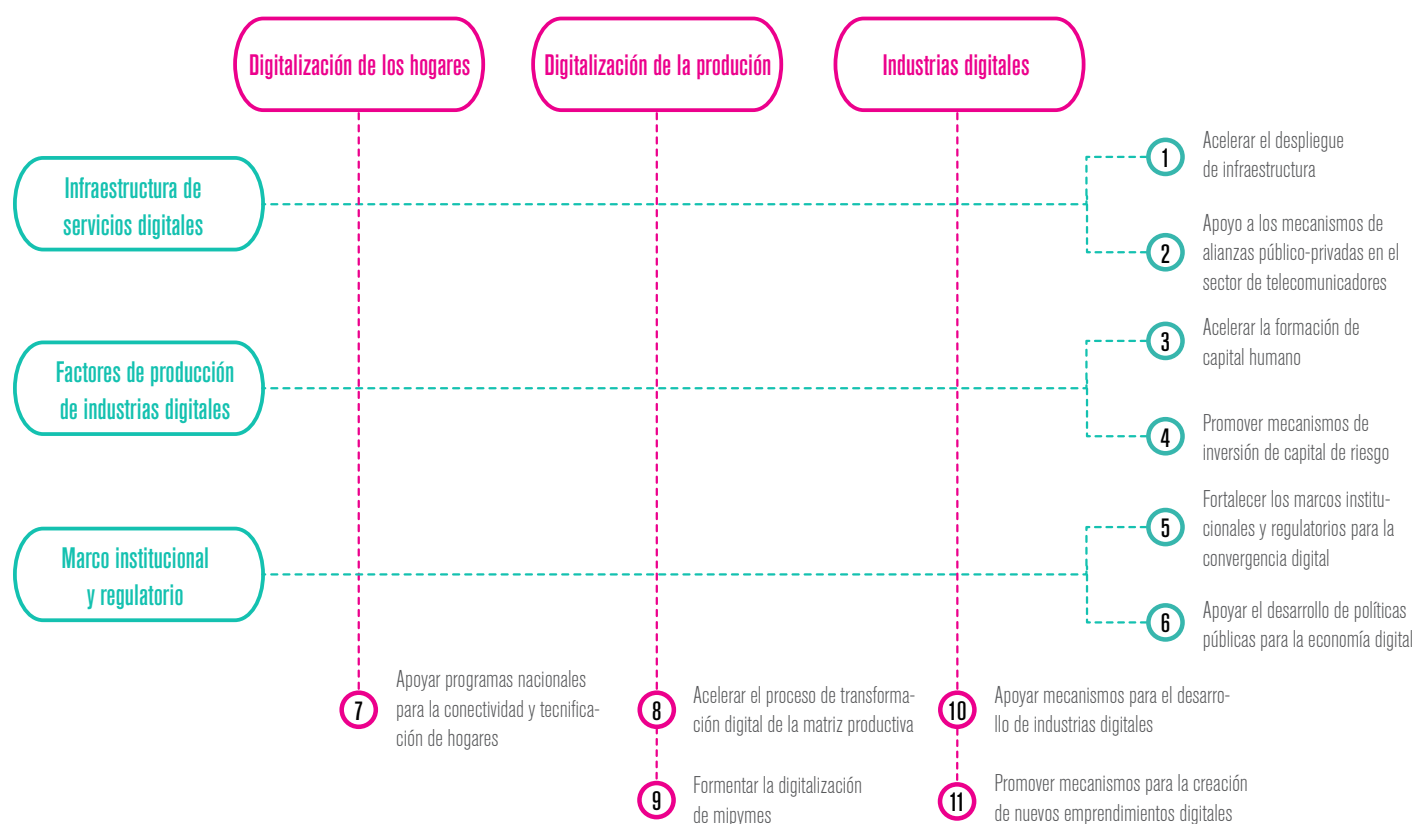 Digitalización de los hogares
Digitalización de la produción
Industrias digitales
Infraestructura de
servicios digitales
1
Acelerar el despliegue
de infraestructura
2
Apoyo a los mecanismos de
alianzas público-privadas en el
sector de telecomunicadores
Factores de producción
de industrias digitales
3
Acelerar la formación de
capital humano
4
Promover mecanismos de
inversión de capital de riesgo
Marco institucional
y regulatorio
5
Fortalecer los marcos institu-
cionales y regulatorios para la
convergencia digital
6
Apoyar el desarrollo de políticas
públicas para la economía digital
7
Apoyar programas nacionales
para la conectividad y tecnifica-
ción de hogares
8
Acelerar el proceso de transforma-
ción digital de la matriz productiva
9
Formentar la digitalización
de mipymes
10
Apoyar mecanismos para el desarro-
llo de industrias digitales
11
Promover mecanismos para la creación
de nuevos emprendimientos digitales